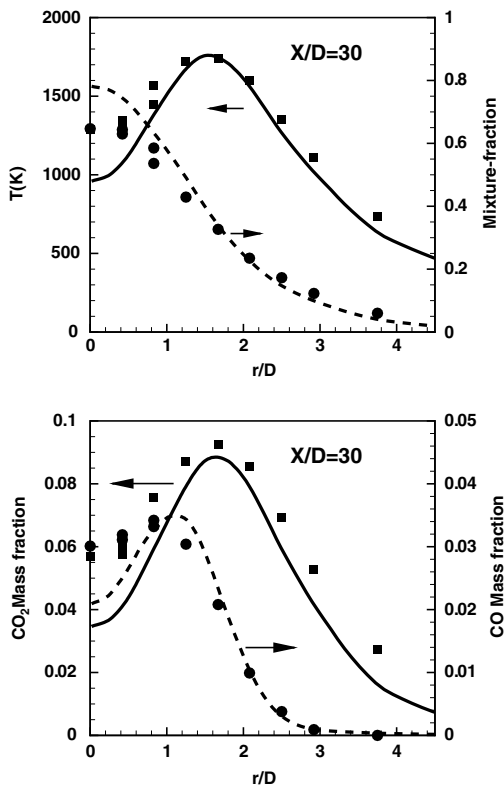 2000
1500
1000
500
0
T(K)
X/D=30
1
0.8
0.6
0.4
0.2
0
Mixture-fraction
0 1 2 3 4
r/D
0.1
0.08
0.06
0.04
0.02
0
CO2Mass fraction
X/D=30
0.05
0.04
0.03
0.02
0.01
0
CO Mass fraction
0 1 2 3 4
r/D